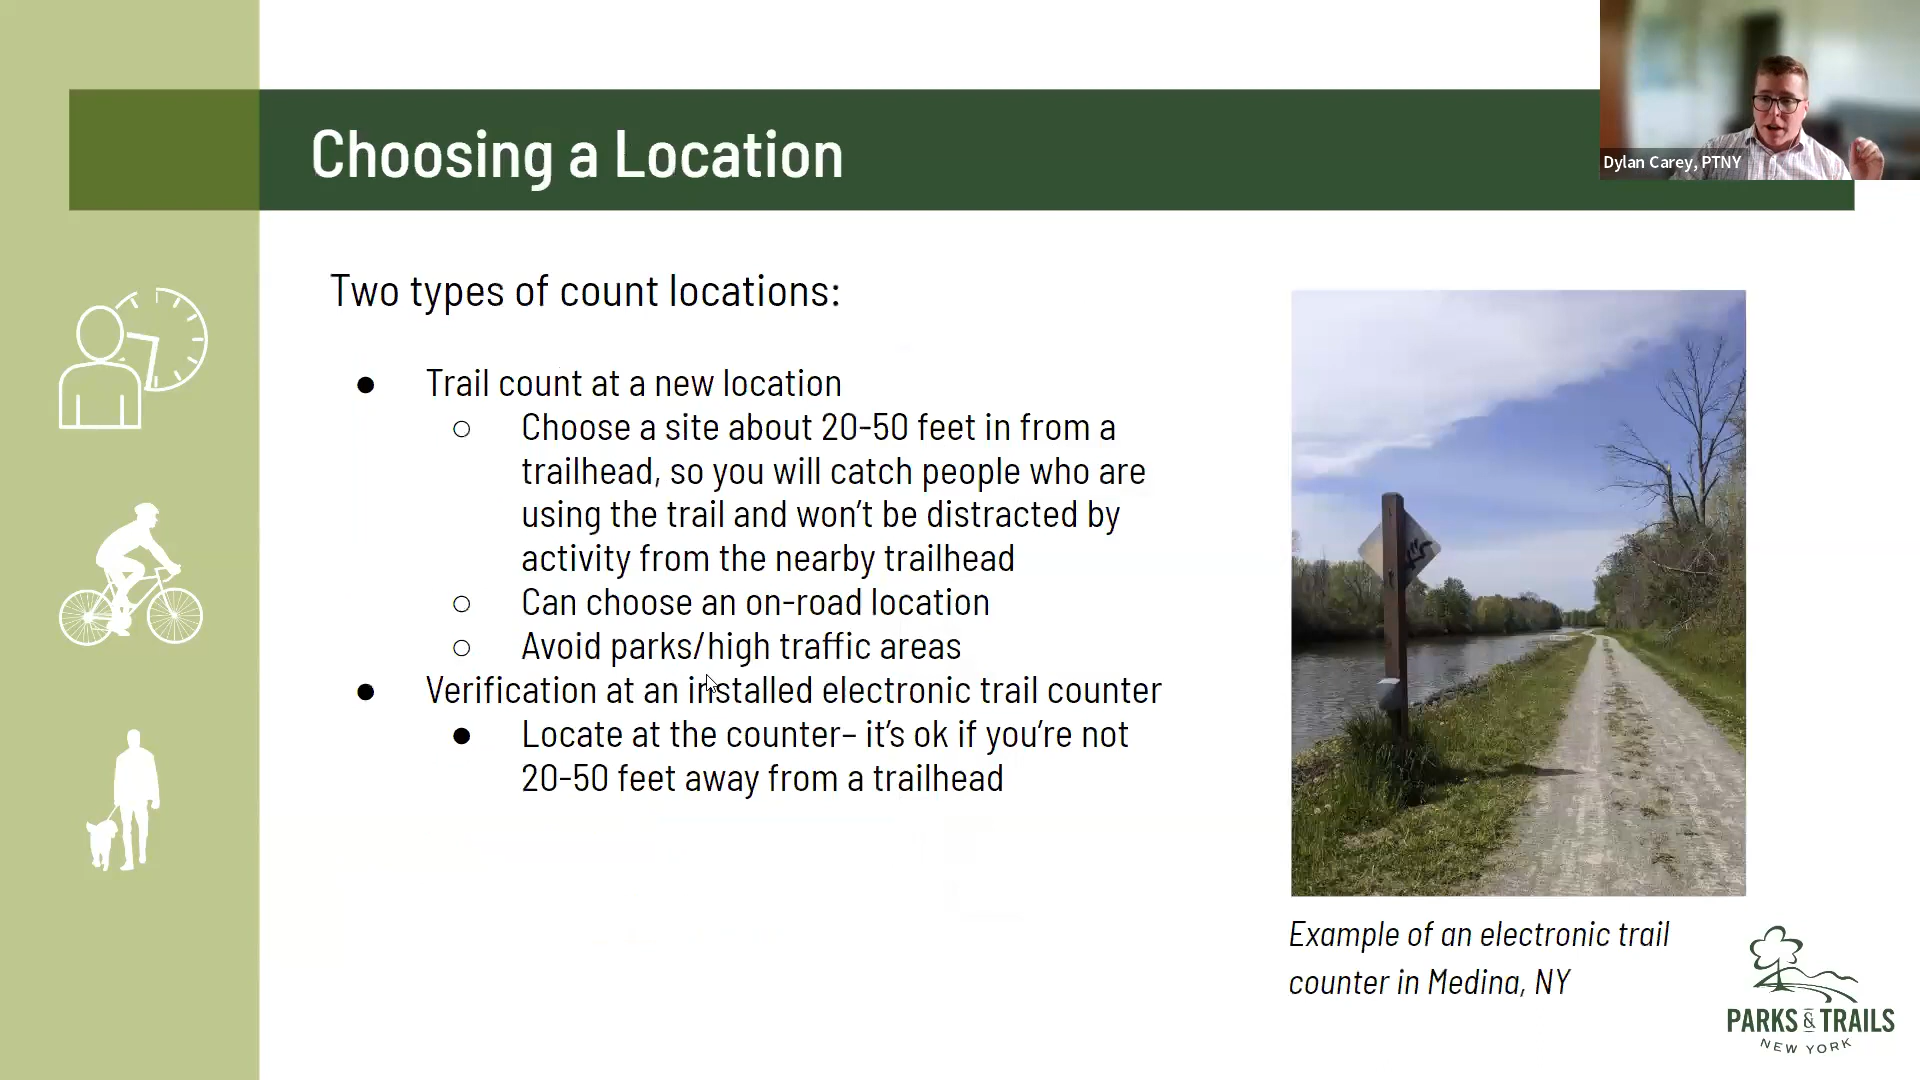 Choosing a Location
Dylan Carey, PTNY
Two types of count locations:
● Trail count at a new location
○ Choose a site about 20-50 feet in from a
trailhead, so you will catch people who are
using the trail and won't be distracted by
activity from the nearby trailhead
○ Can choose an on-road location
○ Avoid parks/high traffic areas
● Verification at an installed electronic trail counter
● Locate at the counter– it's ok if you're not
20-50 feet away from a trailhead
Example of an electronic trail
counter in Medina, NY
PARKS & TRAILS
NEW YORK